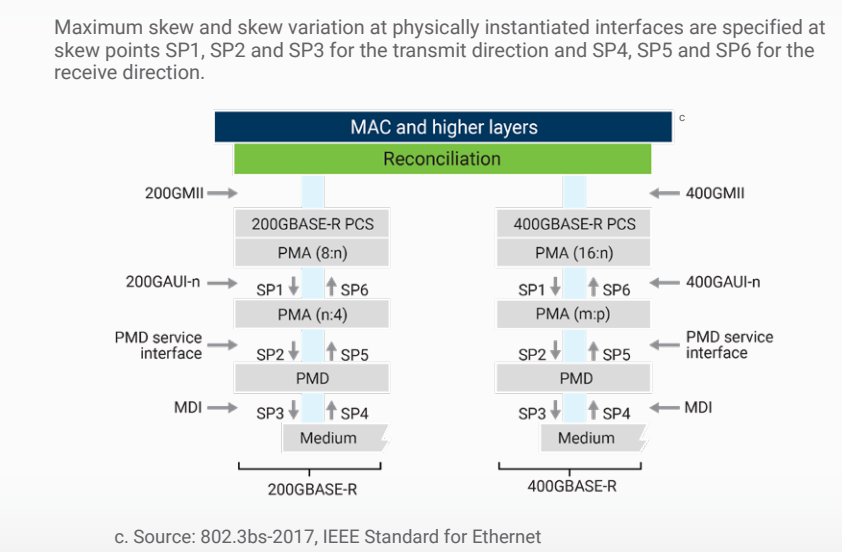 Maximum skew and skew variation at physically instantiated interfaces are specified at
skew points SP1, SP2 and SP3 for the transmit direction and SP4, SP5 and SP6 for the
receive direction.
MAC and higher layers c
Reconciliation
200GMII 400GMII
200GBASE-R PCS 400GBASE-R PCS
PMA (8:n) PMA (16:n)
200GAUI-n SP1 SP6 SP1 SP6 400GAUI-n
PMA (n:4) PMA (m:p)
PMD service
interface SP2 SP5 SP2 SP5 PMD service
interface
PMD PMD
MDI SP3 SP4 SP3 SP4 MDI
Medium Medium
200GBASE-R 400GBASE-R
c. Source: 802.3bs-2017, IEEE Standard for Ethernet